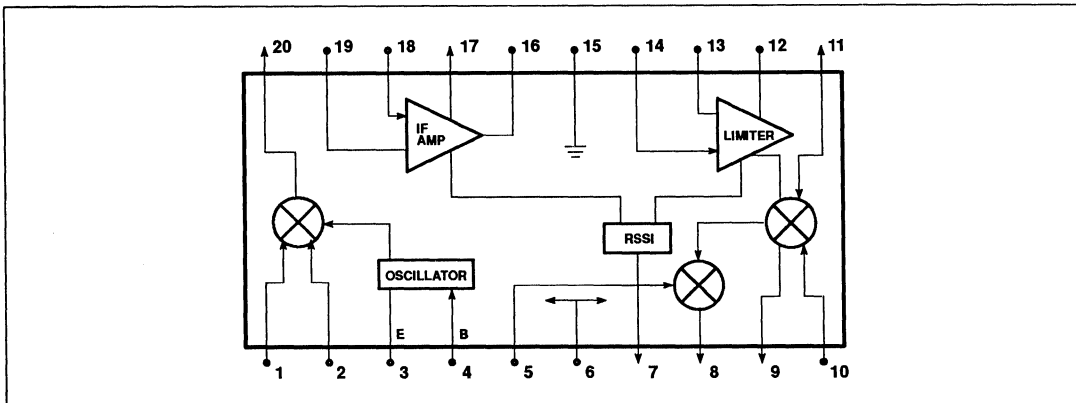 20 19 18 17 16 15 14 13 12 11
IF
AMP
LIMITER
RSSI
OSCILLATOR
E B
1 2 3 4 5 6 7 8 9 10